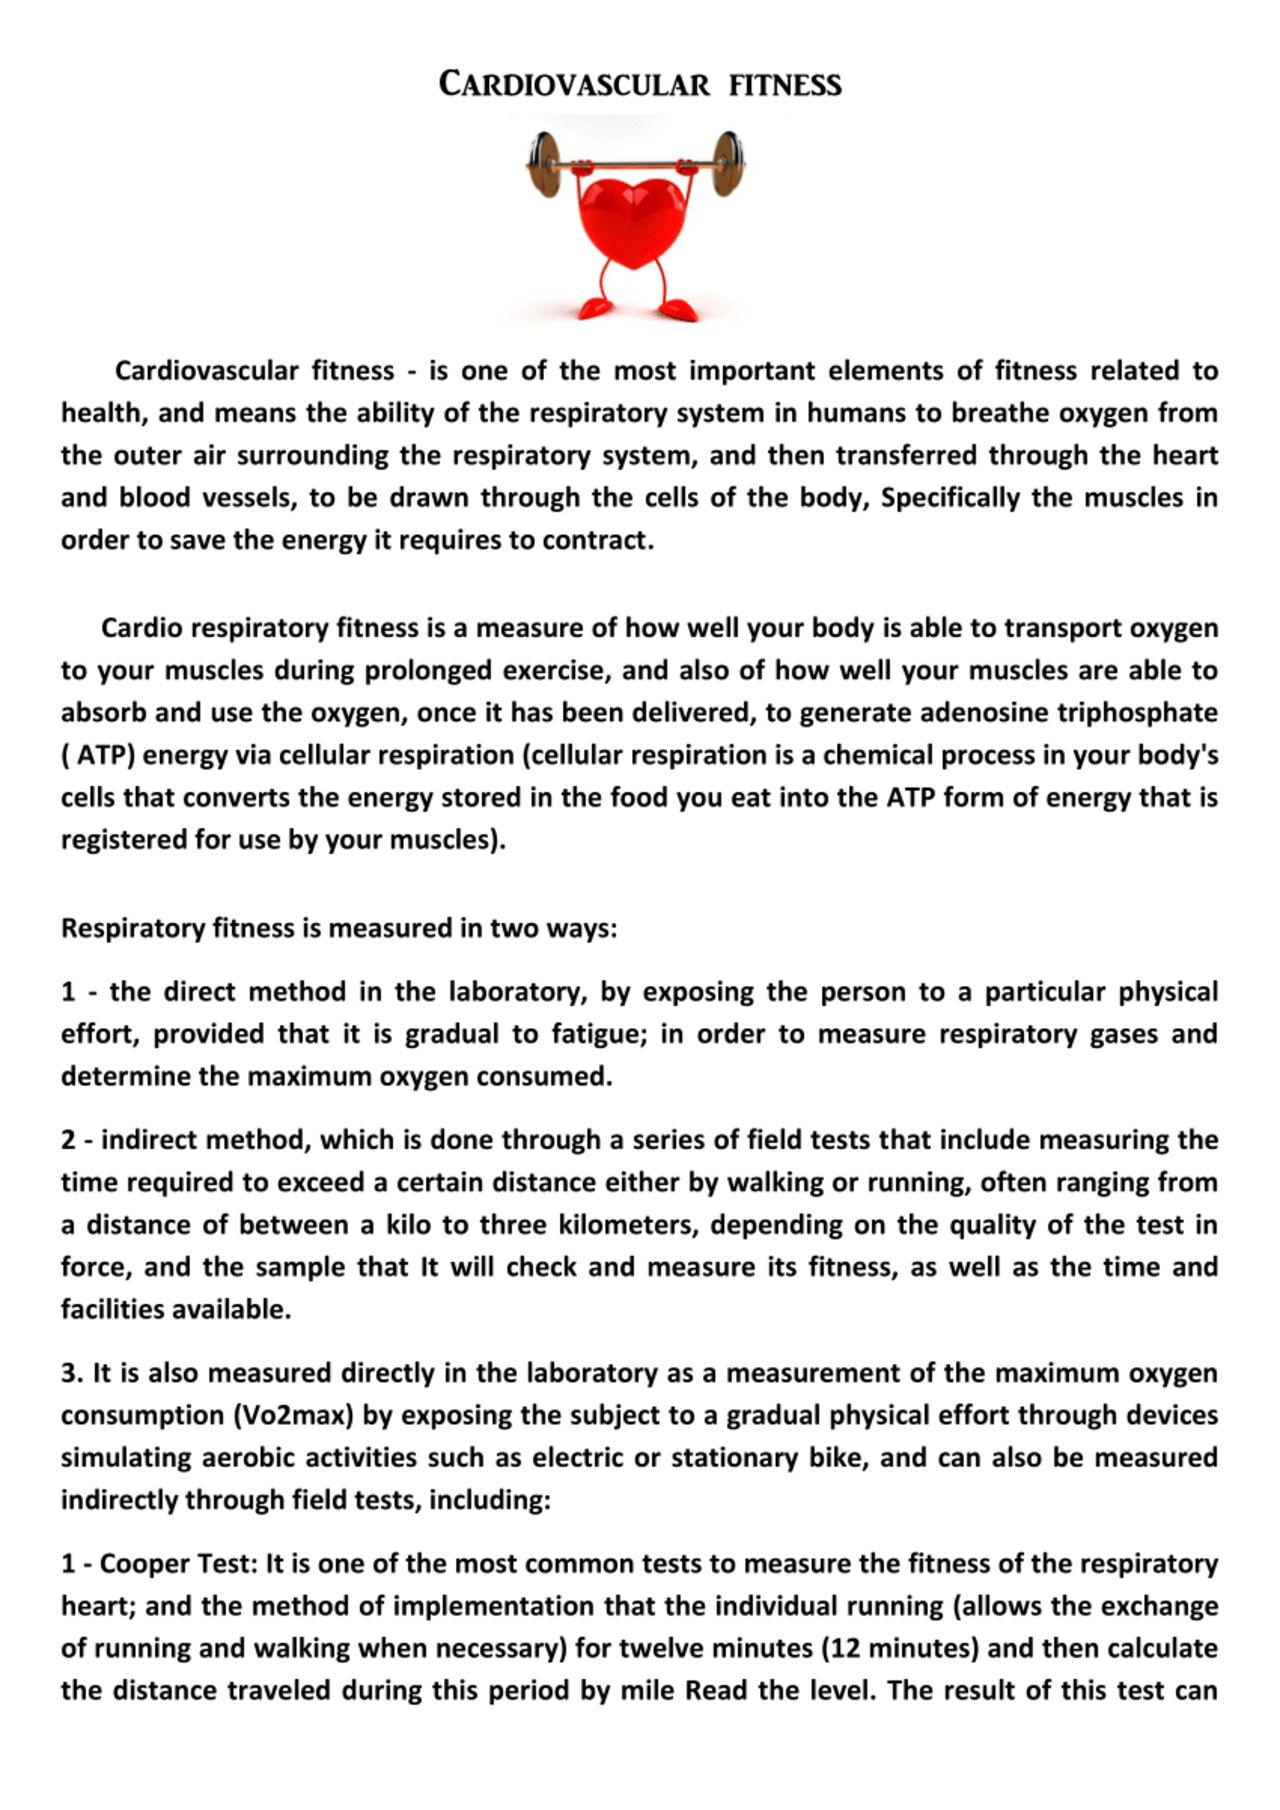 CARDIOVASCULAR FITNESS
Cardiovascular fitness - is one of the most important elements of fitness related to
health, and means the ability of the respiratory system in humans to breathe oxygen from
the outer air surrounding the respiratory system, and then transferred through the heart
and blood vessels, to be drawn through the cells of the body, Specifically the muscles in
order to save the energy it requires to contract.
Cardio respiratory fitness is a measure of how well your body is able to transport oxygen
to your muscles during prolonged exercise, and also of how well your muscles are able to
absorb and use the oxygen, once it has been delivered, to generate adenosine triphosphate
( ATP) energy via cellular respiration (cellular respiration is a chemical process in your body's
cells that converts the energy stored in the food you eat into the ATP form of energy that is
registered for use by your muscles).
Respiratory fitness is measured in two ways:
1 - the direct method in the laboratory, by exposing the person to a particular physical
effort, provided that it is gradual to fatigue; in order to measure respiratory gases and
determine the maximum oxygen consumed.
2 - indirect method, which is done through a series of field tests that include measuring the
time required to exceed a certain distance either by walking or running, often ranging from
a distance of between a kilo to three kilometers, depending on the quality of the test in
force, and the sample that It will check and measure its fitness, as well as the time and
facilities available.
3. It is also measured directly in the laboratory as a measurement of the maximum oxygen
consumption (Vo2max) by exposing the subject to a gradual physical effort through devices
simulating aerobic activities such as electric or stationary bike, and can also be measured
indirectly through field tests, including:
1 - Cooper Test: It is one of the most common tests to measure the fitness of the respiratory
heart; and the method of implementation that the individual running (allows the exchange
of running and walking when necessary) for twelve minutes (12 minutes) and then calculate
the distance traveled during this period by mile Read the level. The result of this test can